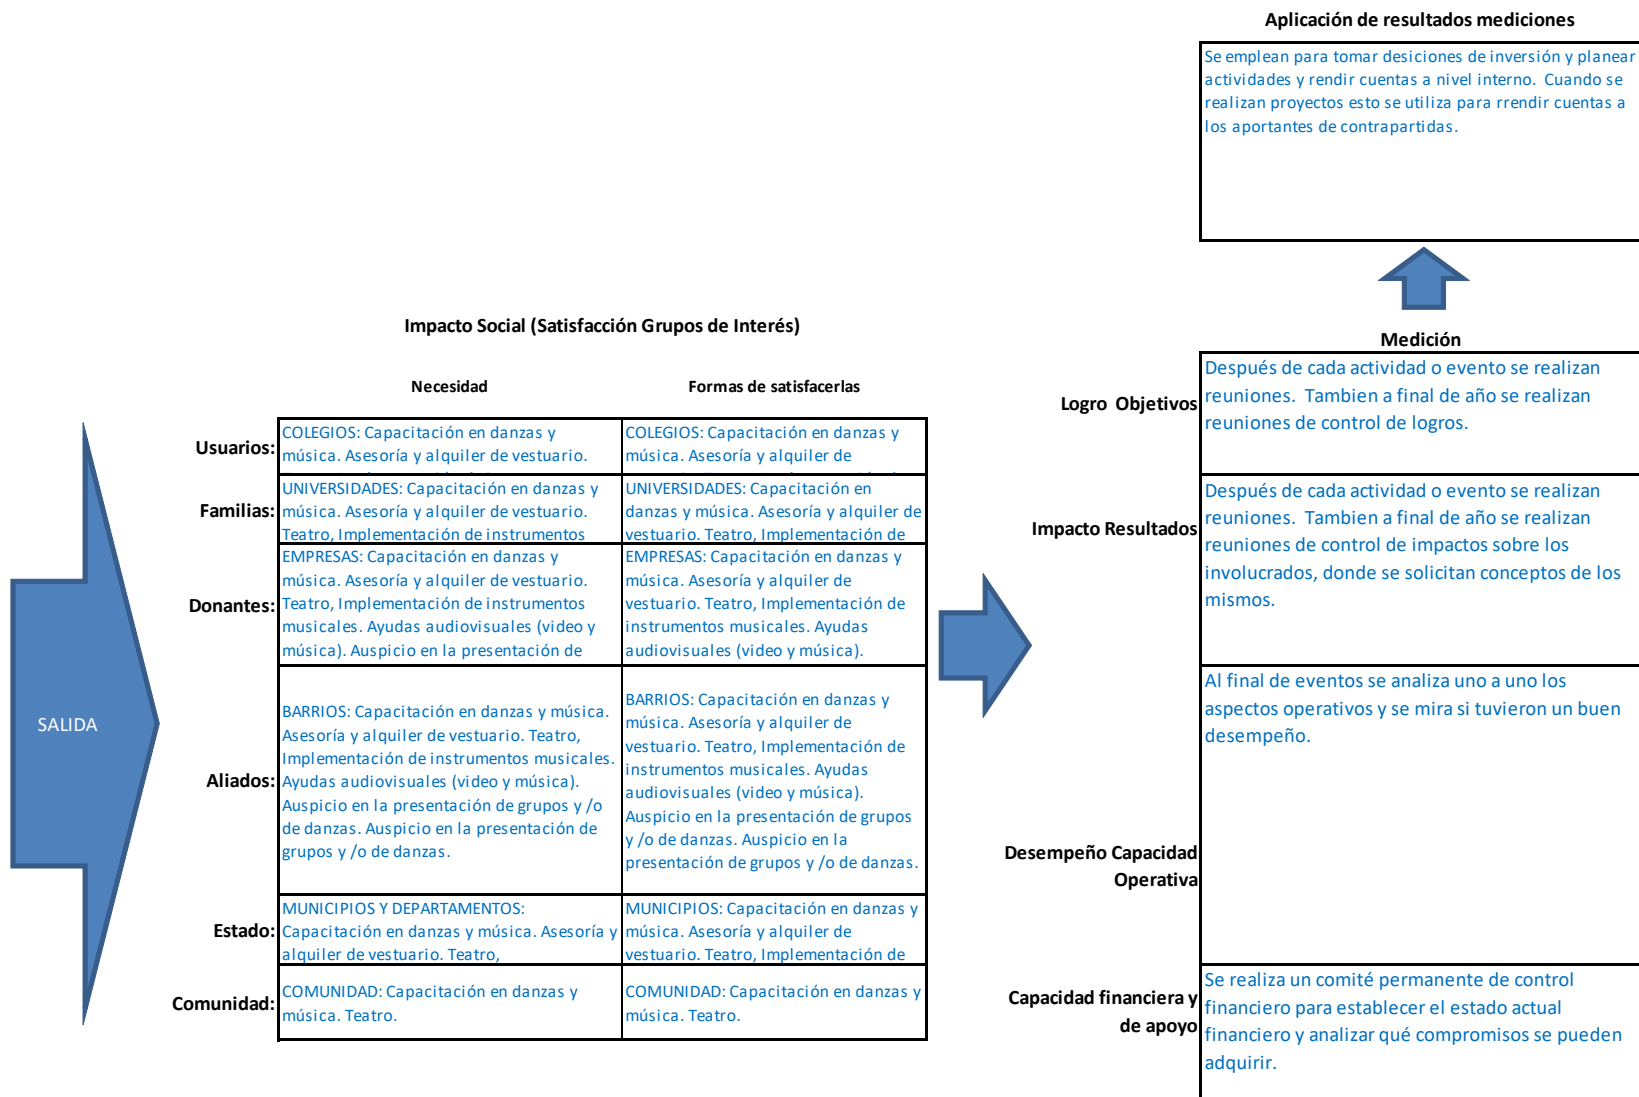 Aplicación de resultados mediciones
Se emplean para tomar desiciones de inversión y planear
actividades y rendir cuentas a nivel interno.  Cuando se
realizan proyectos esto se utiliza para rrendir cuentas a
los aportantes de contrapartidas.
SALIDA
Impacto Social (Satisfacción Grupos de Interés)
Necesidad
Formas de satisfacerlas
Usuarios:
COLEGIOS: Capacitación en danzas y
música. Asesoría y alquiler de vestuario.
COLEGIOS: Capacitación en danzas y
música. Asesoría y alquiler de
Familias:
UNIVERSIDADES: Capacitación en danzas y
música. Asesoría y alquiler de vestuario.
Teatro, Implementación de instrumentos
UNIVERSIDADES: Capacitación en
danzas y música. Asesoría y alquiler de
vestuario. Teatro, Implementación de
Donantes:
EMPRESAS: Capacitación en danzas y
música. Asesoría y alquiler de vestuario.
Teatro, Implementación de instrumentos
musicales. Ayudas audiovisuales (video y
música). Auspicio en la presentación de
EMPRESAS: Capacitación en danzas y
música. Asesoría y alquiler de
vestuario. Teatro, Implementación de
instrumentos musicales. Ayudas
audiovisuales (video y música).
Aliados:
BARRIOS: Capacitación en danzas y música.
Asesoría y alquiler de vestuario. Teatro,
Implementación de instrumentos musicales.
Ayudas audiovisuales (video y música).
Auspicio en la presentación de grupos y /o
de danzas. Auspicio en la presentación de
grupos y /o de danzas.
BARRIOS: Capacitación en danzas y
música. Asesoría y alquiler de
vestuario. Teatro, Implementación de
instrumentos musicales. Ayudas
audiovisuales (video y música).
Auspicio en la presentación de grupos
y /o de danzas. Auspicio en la
presentación de grupos y /o de danzas.
Estado:
MUNICIPIOS Y DEPARTAMENTOS:
Capacitación en danzas y música. Asesoría y
alquiler de vestuario. Teatro,
MUNICIPIOS: Capacitación en danzas y
música. Asesoría y alquiler de
vestuario. Teatro, Implementación de
Comunidad:
COMUNIDAD: Capacitación en danzas y
música. Teatro.
COMUNIDAD: Capacitación en danzas y
música. Teatro.
Medición
Logro  Objetivos
Después de cada actividad o evento se realizan
reuniones.  Tambien a final de año se realizan
reuniones de control de logros.
Impacto Resultados
Después de cada actividad o evento se realizan
reuniones.  Tambien a final de año se realizan
reuniones de control de impactos sobre los
involucrados, donde se solicitan conceptos de los
mismos.
Desempeño Capacidad
Operativa
Al final de eventos se analiza uno a uno los
aspectos operativos y se mira si tuvieron un buen
desempeño.
Capacidad financiera y
de apoyo
Se realiza un comité permanente de control
financiero para establecer el estado actual
financiero y analizar qué compromisos se pueden
adquirir.